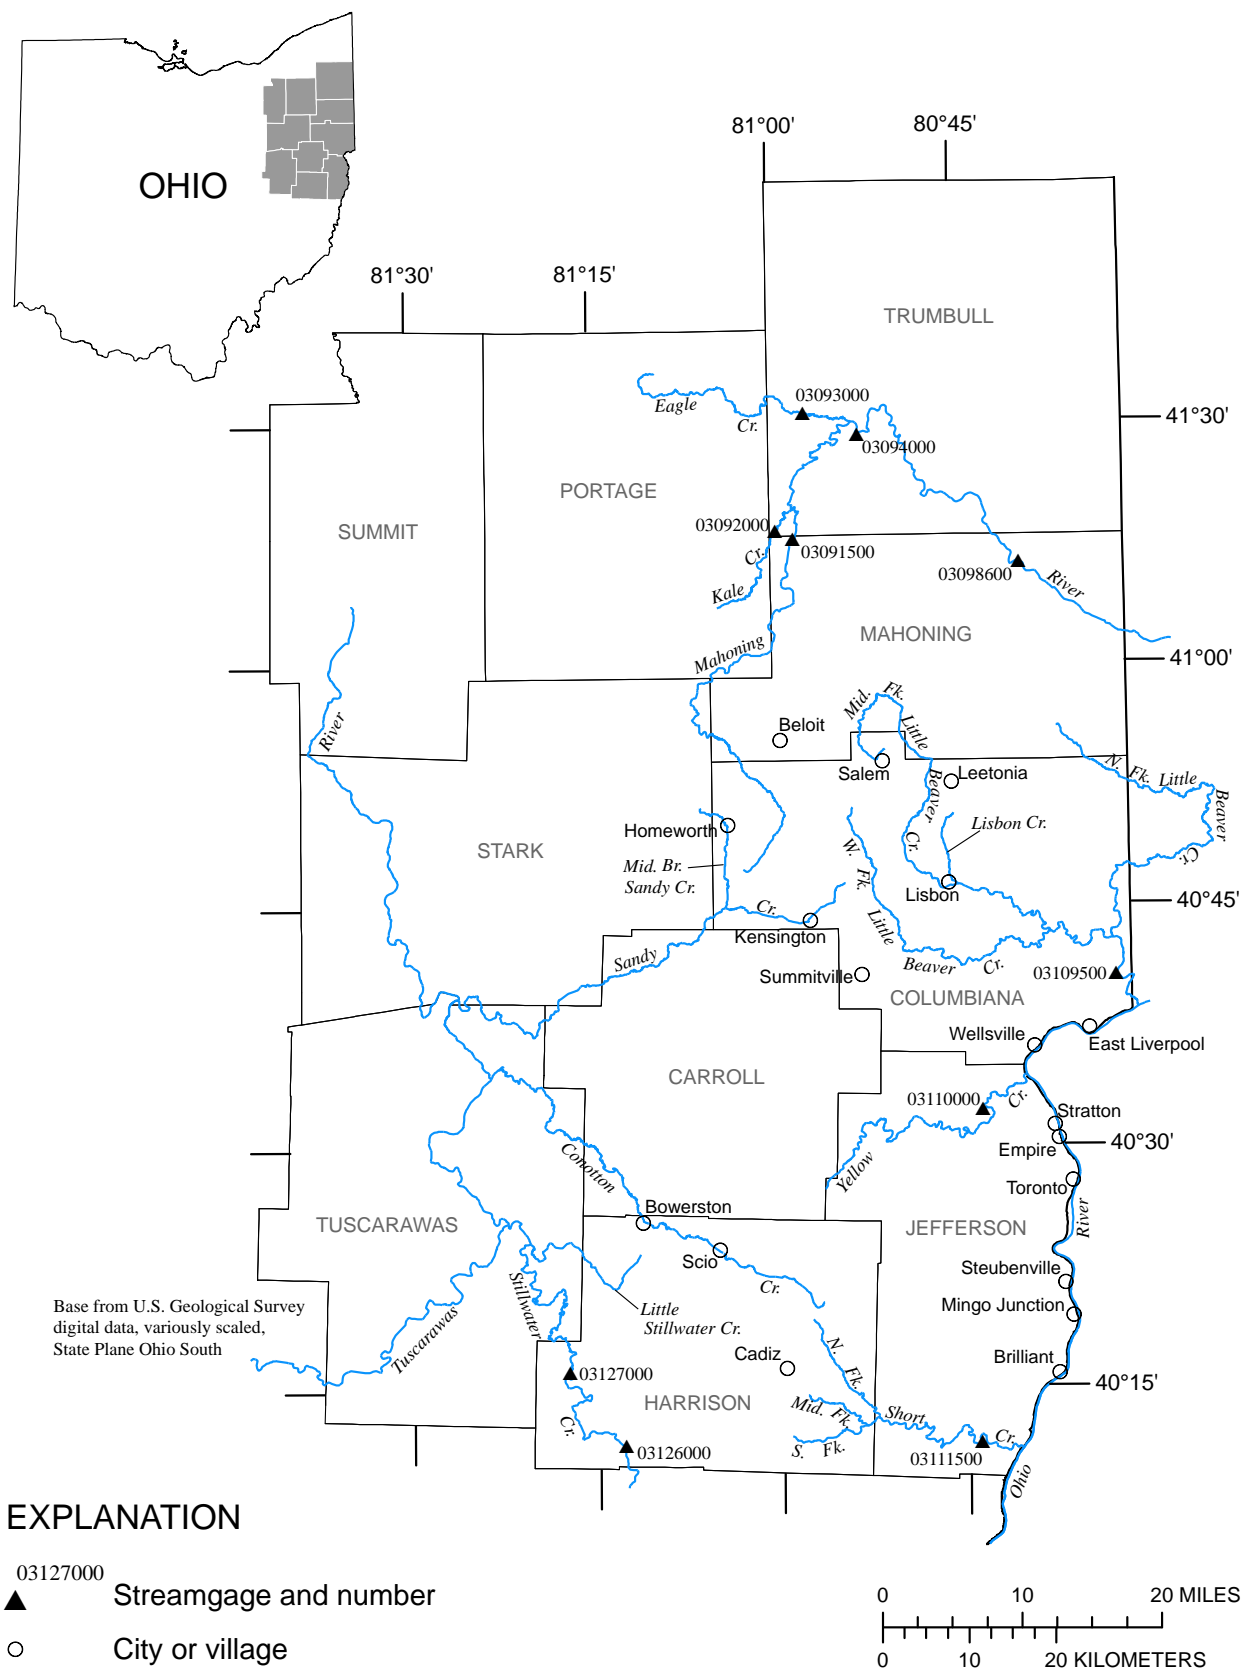 OHIO
81°00'
80°45'
81°30'
81°15'
TRUMBULL
03093000
Eagle
Cr.
41°30'
03094000
PORTAGE
SUMMIT
03092000
03091500
Cr.
03098600
River
Kale
MAHONING
Mahoning
41°00'
Mid.
Fk.
Little
Beloit
River
Salem
Beaver
Leetonia
N. Fk. Little
Beaver
Homeworth
Lisbon Cr.
Cr.
STARK
W.
Fk.
Cr.
Mid. Br.
Sandy Cr.
Lisbon
40°45'
Cr.
Little
Kensington
Sandy
Beaver
Cr.
Summitville
03109500
COLUMBIANA
Wellsville
East Liverpool
CARROLL
03110000
Cr.
Stratton
Empire
40°30'
Conotton
Yellow
Toronto
Bowerston
River
TUSCARAWAS
JEFFERSON
Scio
Steubenville
Cr.
Stillwater
Base from U.S. Geological Survey
digital data, variously scaled,
State Plane Ohio South
Little
Stillwater Cr.
Mingo Junction
Tuscarawas
N.
Fk.
Cadiz
Brilliant
03127000
40°15'
HARRISON
Mid. Fk.
Short
Cr.
S. Fk.
Cr.
03126000
03111500
Ohio
EXPLANATION
03127000
Streamgage and number
City or village
0 10 20 MILES
0 10 20 KILOMETERS